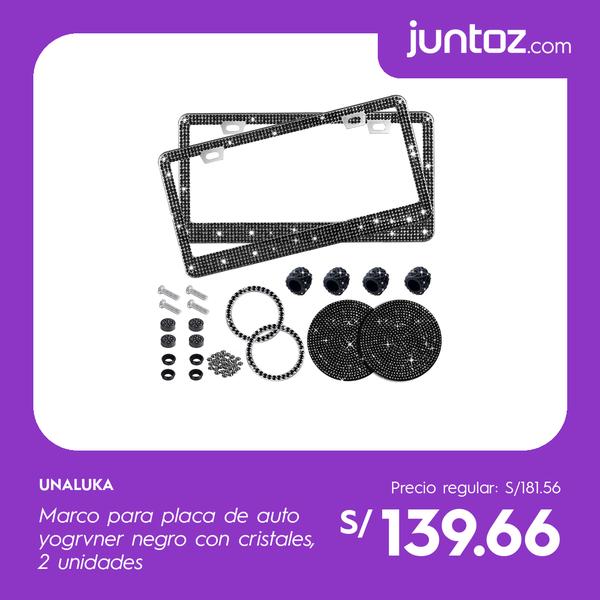 juntoz.com
UNALUKA
Marco para placa de auto
yogrvner negro con cristales,
2 unidades
Precio regular: S/181.56
S/139.66